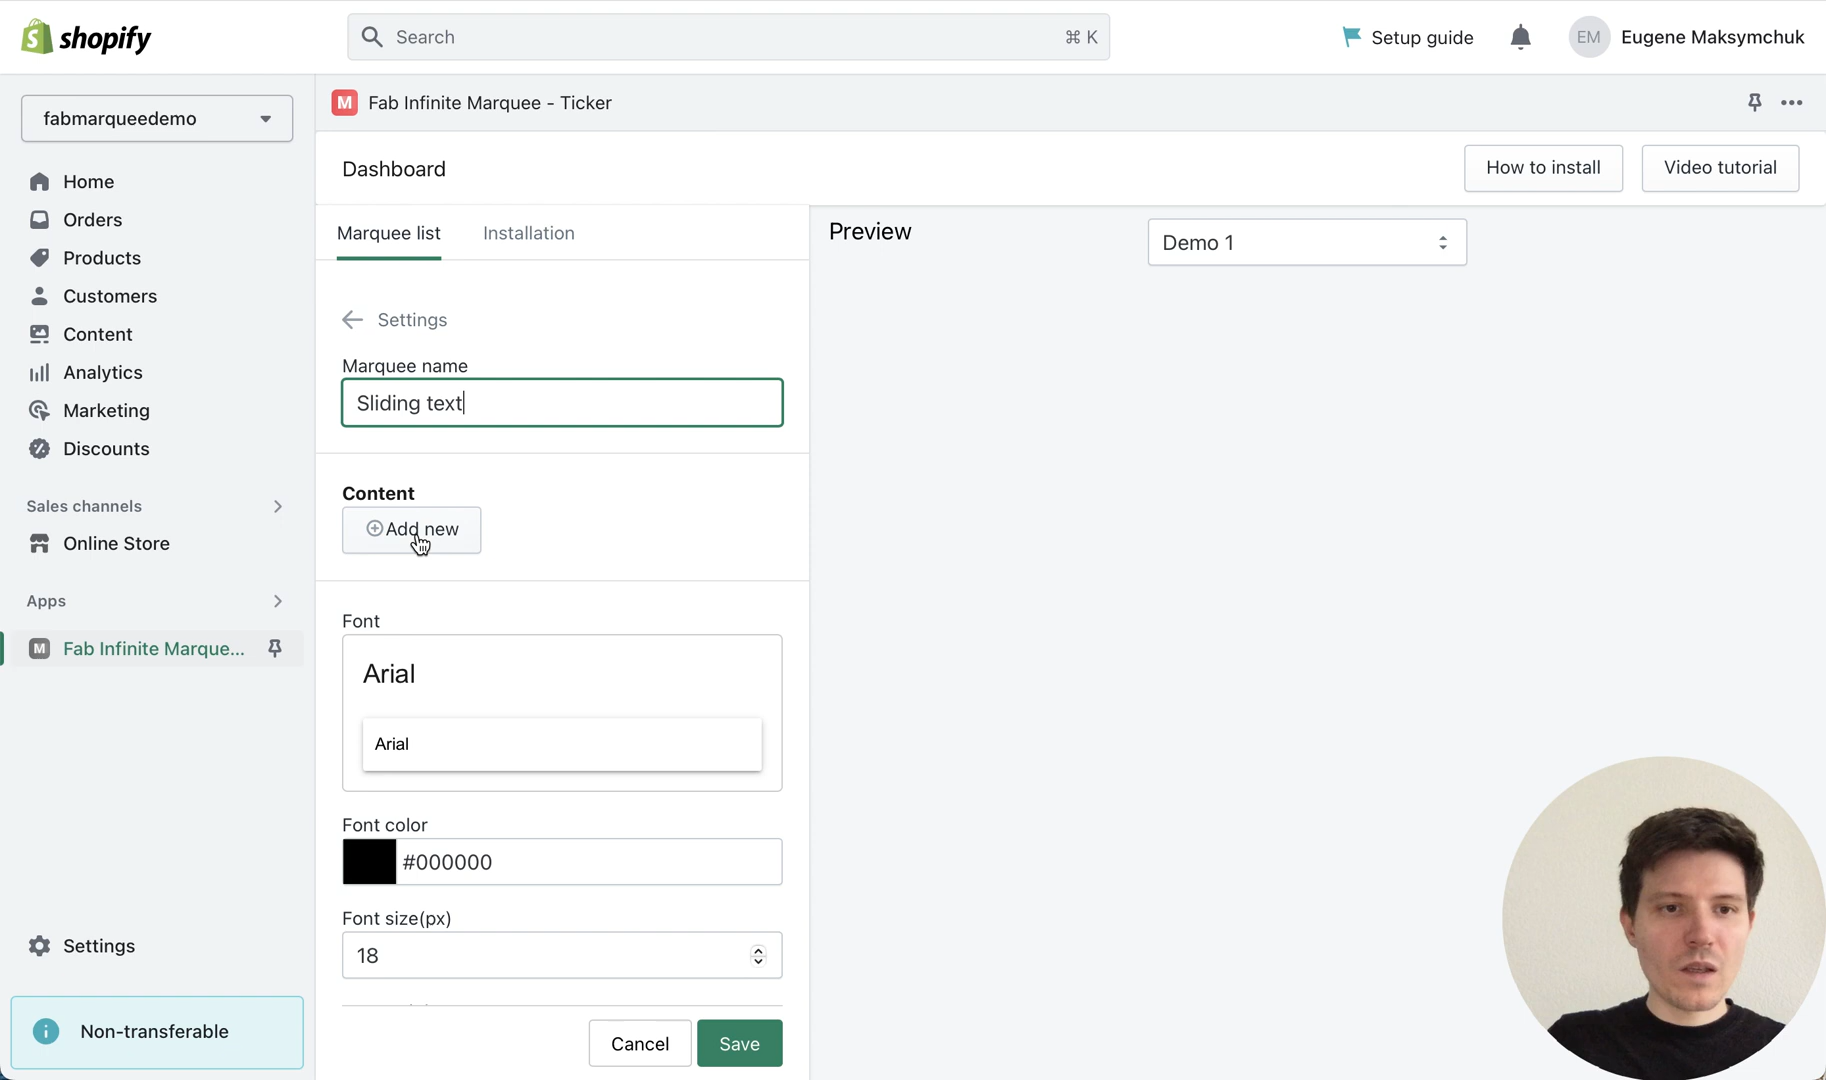 shopify
Search
⌘ K
Setup guide
EM
Eugene Maksymchuk
fabmarqueedemo
Home
Orders
Products
Customers
Content
Analytics
Marketing
Discounts
Sales channels
Online Store
Apps
M
Fab Infinite Marque...
Settings
Non-transferable
M
Fab Infinite Marquee - Ticker
Dashboard
How to install
Video tutorial
Marquee list
Installation
Settings
Marquee name
Sliding text
Content
Add new
Font
Arial
Arial
Font color
#000000
Font size(px)
18
Cancel
Save
Preview
Demo 1